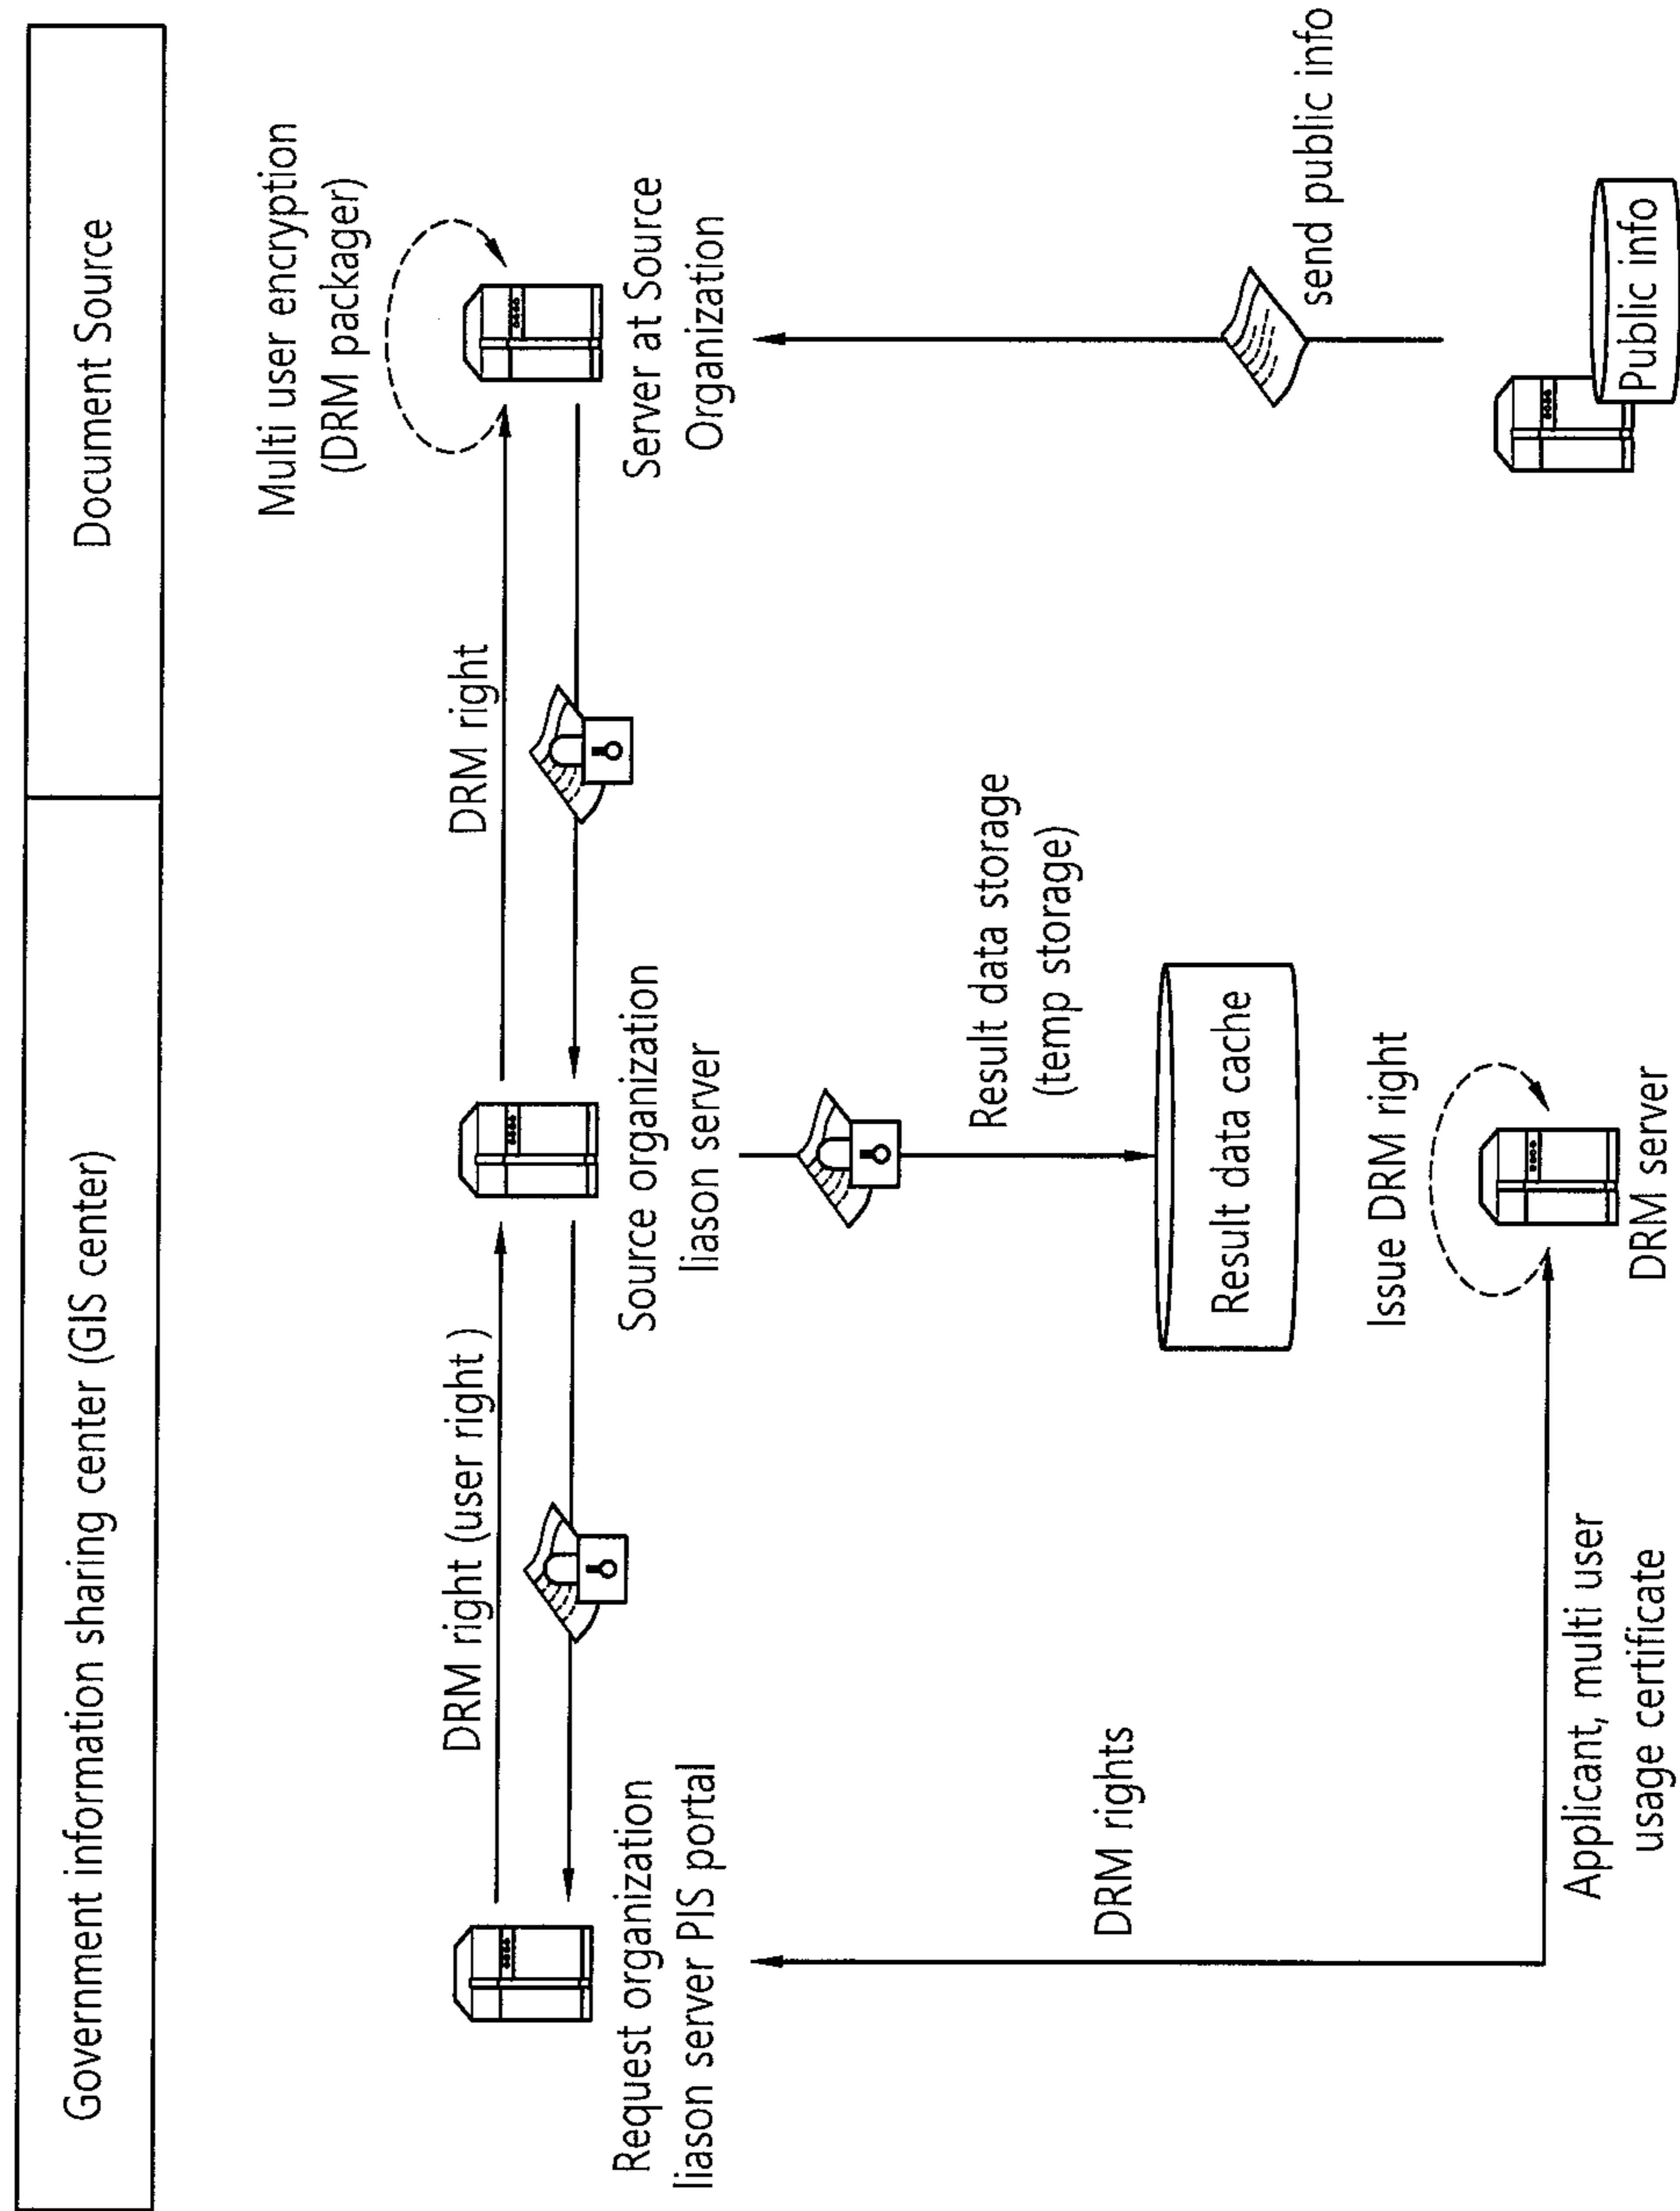 Government information sharing center (GIS center)
Document Source
Multi user encryption
(DRM packager)
DRM right (user right )
DRM right
Request organization
liason server PIS portal
Source organization
liason server
Server at Source
Organization
Result data storage
(temp storage)
Result data cache
send public info
DRM rights
Issue DRM right
Applicant, multi user
usage certificate
DRM server
Public info